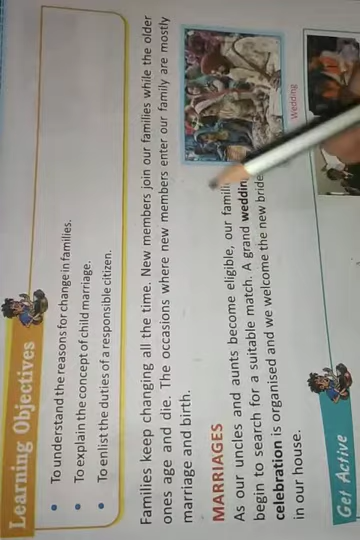 Learning Objectives
• To understand the reasons for change in families.
• To explain the concept of child marriage.
• To enlist the duties of a responsible citizen.
Families keep changing all the time. New members join our families while the older
ones age and die. The occasions where new members enter our family are mostly
marriage and birth.
MARRIAGES
As our uncles and aunts become eligible, our famili
begin to search for a suitable match. A grand weddin
celebration is organised and we welcome the new bride
in our house.
Wedding
Get Active